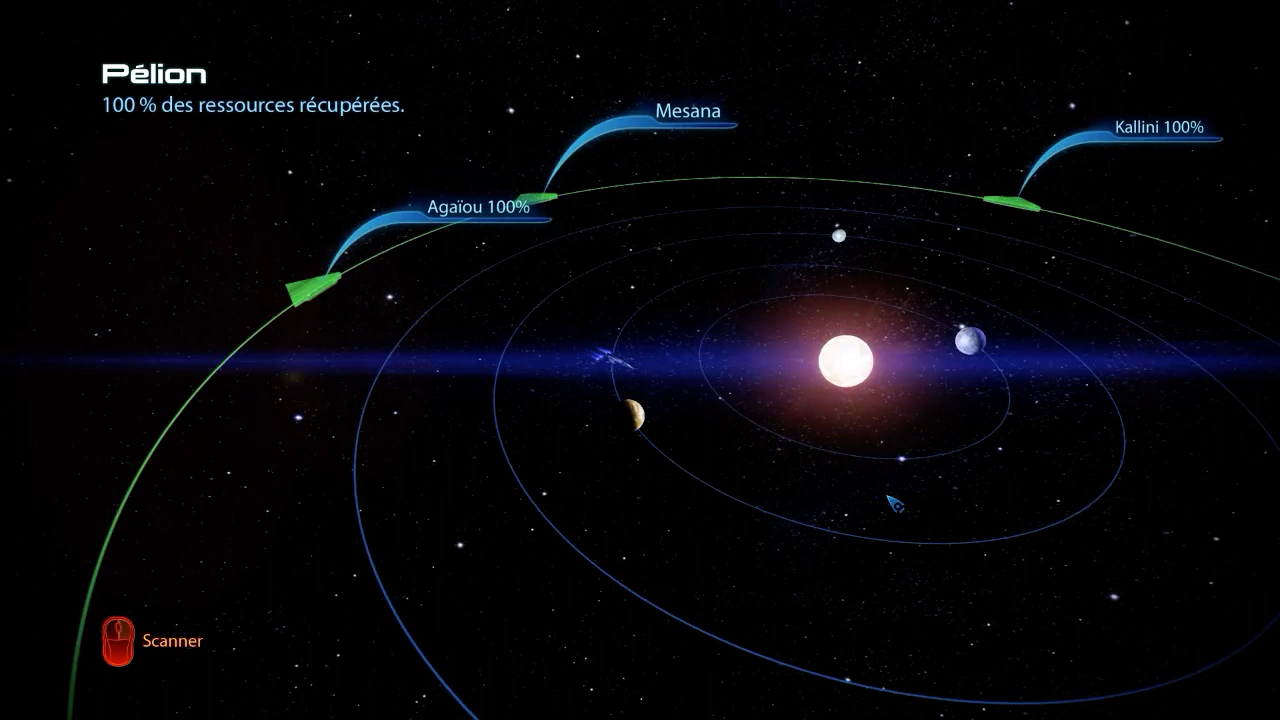 Pélion
100 % des ressources récupérées.
Mesana
Kallini 100%
Agaïou 100%
Scanner